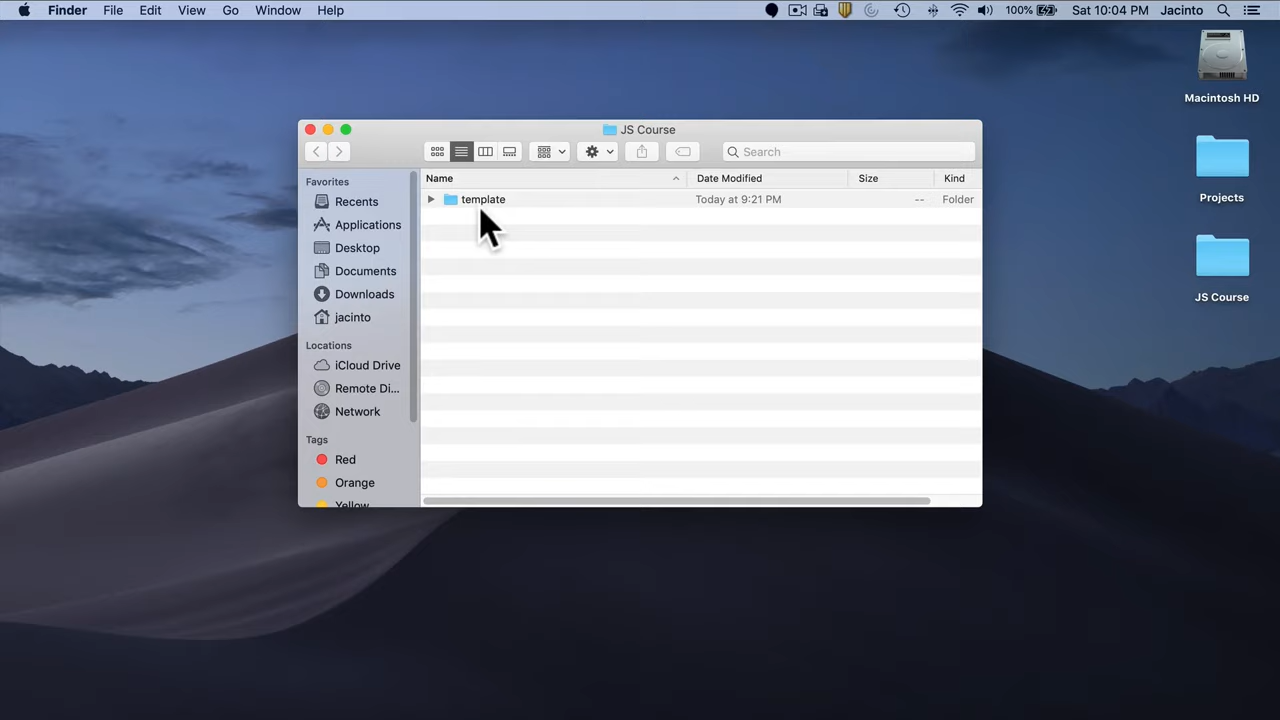 Finder File Edit View Go Window Help 100% Sat 10:04 PM Jacinto
Macintosh HD
JS Course
Search
Favorites
Name Date Modified Size Kind
template Today at 9:21 PM -- Folder
Recents
Applications
Desktop
Documents
Downloads
jacinto
Locations
iCloud Drive
Remote Di...
Network
Tags
Red
Orange
Yellow
Projects
JS Course